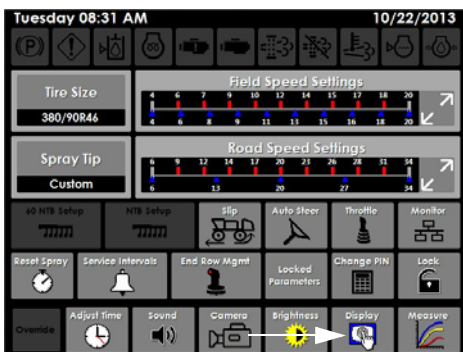 Tuesday 08:31 AM 10/22/2013
(P)
Tire Size
380/90R46
Field Speed Settings
4 6 7 9 10 12 14 15 17 18 20
4 6 8 9 11 13 15 16 18 20
Spray Tip
Custom
Road Speed Settings
6 9 12 14 17 20 23 26 28 31 34
6 13 20 27 34
60 NTB Setup NTB Setup Slip Auto Steer Throttle Monitor
Reset Spray Service Intervals End Row Mgmt Locked Parameters Change PIN Lock
Override Adjust Time Sound Camera Brightness Display Measure